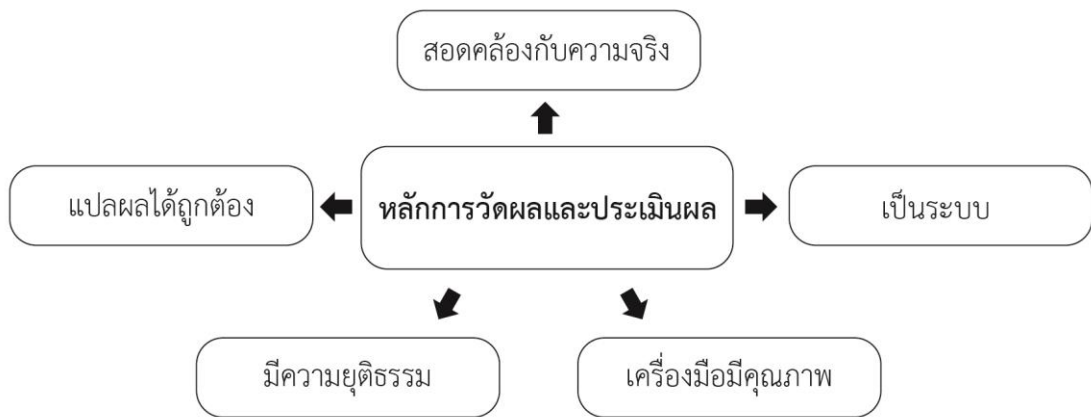 สอดคล้องกับความจริง
แปลผลได้ถูกต้อง
หลักการวัดผลและประเมินผล
เป็นระบบ
มีความยุติธรรม
เครื่องมือมีคุณภาพ